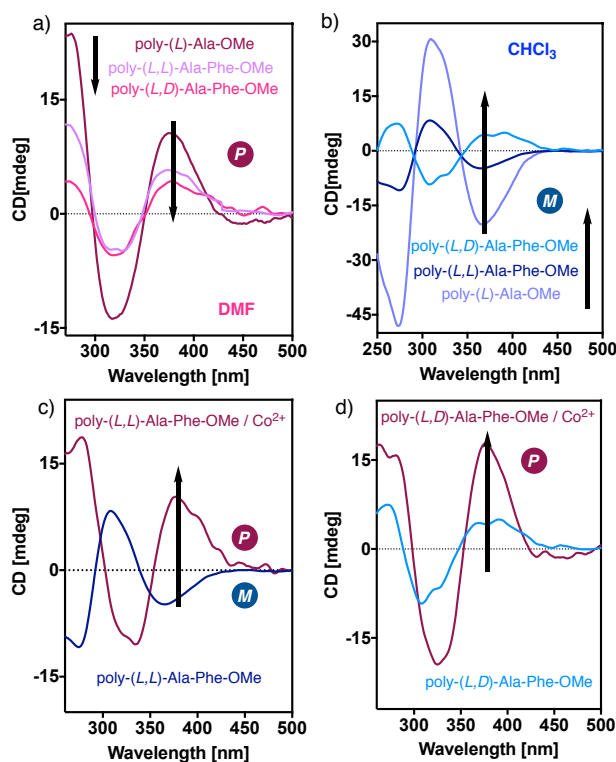 a)
poly-(L)-Ala-OMe
poly-(L,L)-Ala-Phe-OMe
poly-(L,D)-Ala-Phe-OMe
P
DMF
CD[mdeg]
30
15
0
-15
300 350 400 450 500
Wavelength [nm]
b)
CHCl₃
M
poly-(L,D)-Ala-Phe-OMe
poly-(L,L)-Ala-Phe-OMe
poly-(L)-Ala-OMe
CD[mdeg]
30
15
0
-15
-30
-45
250 300 350 400 450 500
Wavelength [nm]
c)
poly-(L,L)-Ala-Phe-OMe / Co²⁺
P
M
poly-(L,L)-Ala-Phe-OMe
CD [mdeg]
15
0
-15
300 350 400 450 500
Wavelength [nm]
d)
poly-(L,D)-Ala-Phe-OMe / Co²⁺
P
poly-(L,D)-Ala-Phe-OMe
CD [mdeg]
15
0
-15
300 350 400 450 500
Wavelength [nm]